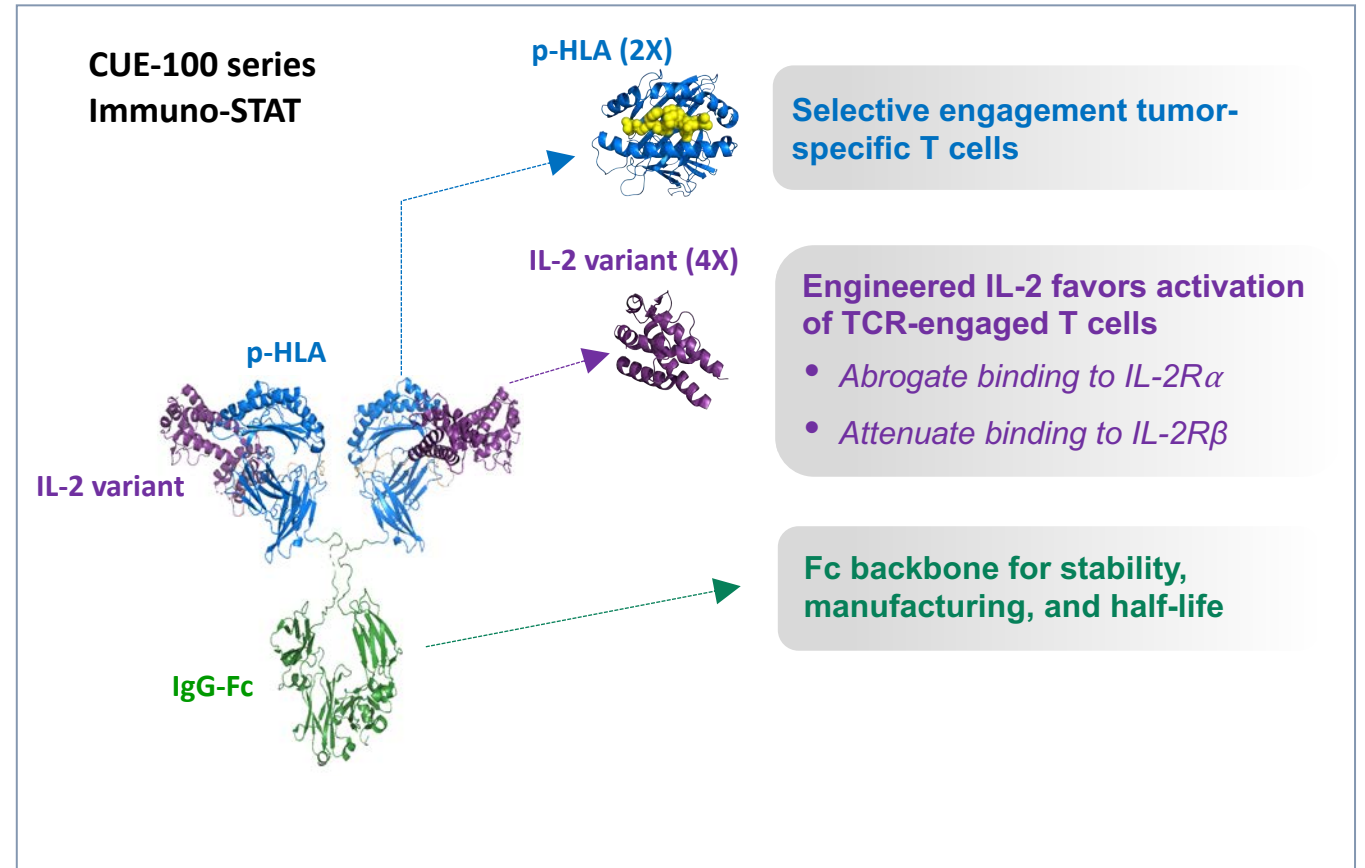 CUE-100 series
Immuno-STAT
p-HLA (2X)
Selective engagement tumor-
specific T cells
IL-2 variant (4X)
Engineered IL-2 favors activation
of TCR-engaged T cells
• Abrogate binding to IL-2Rα
• Attenuate binding to IL-2Rβ
p-HLA
IL-2 variant
Fc backbone for stability,
manufacturing, and half-life
IgG-Fc